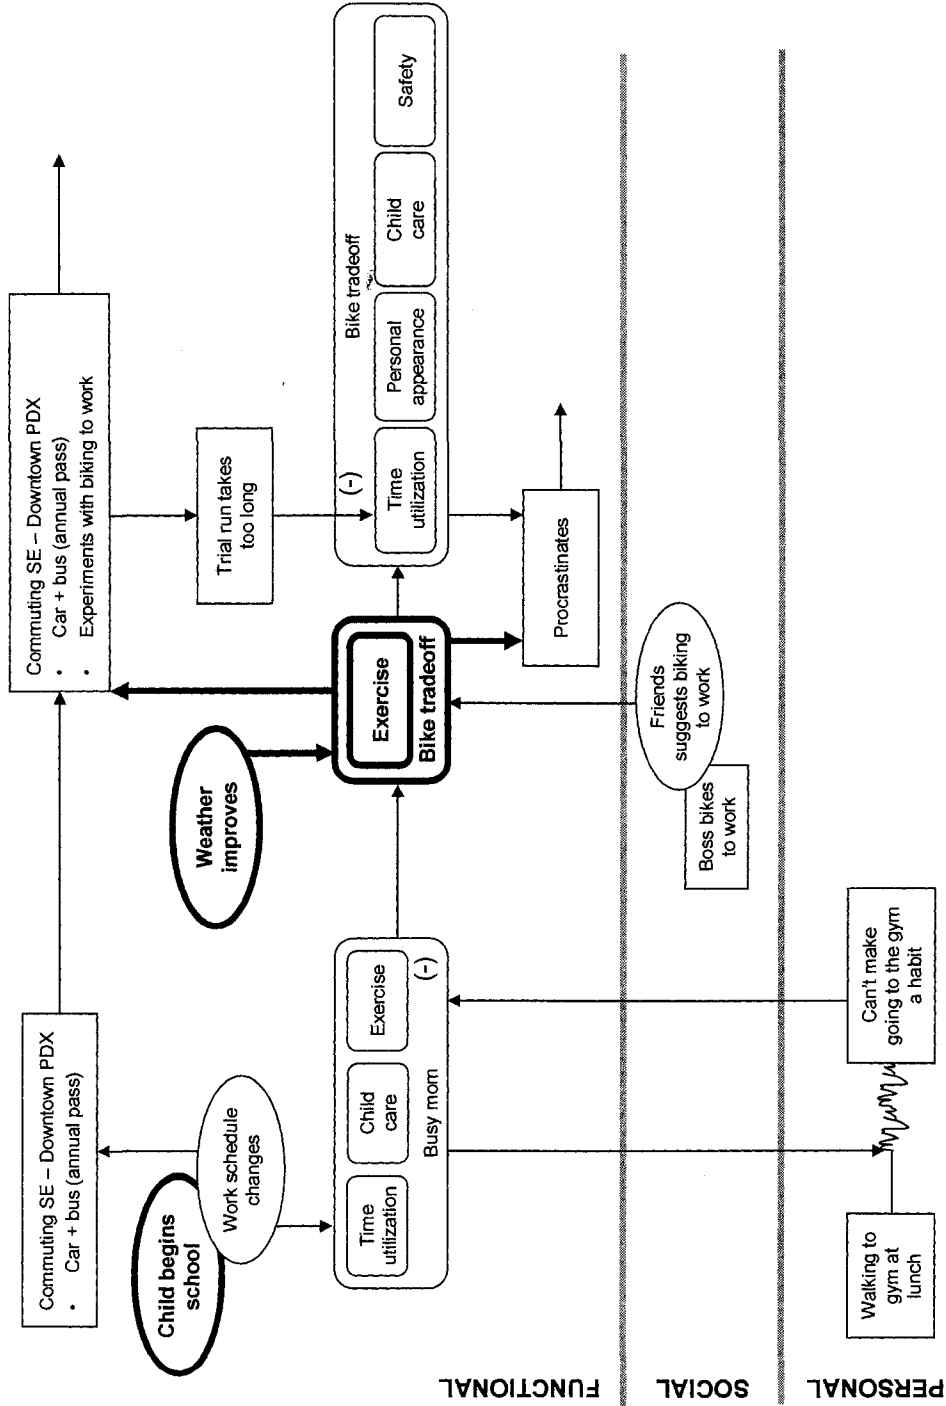 Commuting SE – Downtown PDX
• Car + bus (annual pass)
Commuting SE – Downtown PDX
• Car + bus (annual pass)
• Experiments with biking to work
Child begins
school
Work schedule
changes
Weather
improves
Trial run takes
too long
Time
utilization
Child
care
Exercise
Busy mom
(-)
Exercise
Bike tradeoff
(-)
Bike tradeoff
Time
utilization
Personal
appearance
Child
care
Safety
Procrastinates
FUNCTIONAL
Boss bikes
to work
Friends
suggests biking
to work
SOCIAL
Walking to
gym at
lunch
Can't make
going to the gym
a habit
PERSONAL